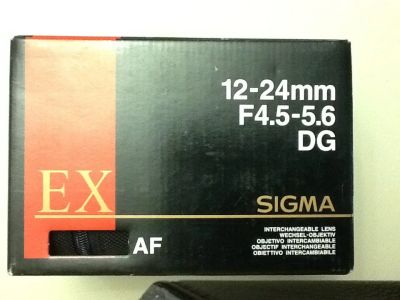 12-24mm
F4.5-5.6
DG
EX
SIGMA
INTERCHANGEABLE LENS
WECHSEL-OBJEKTIV
OBJETIVO INTERCAMBIABLE
OBJECTIF INTERCHANGEABLE
OBIETTIVO INTERCAMBIABILE
AF